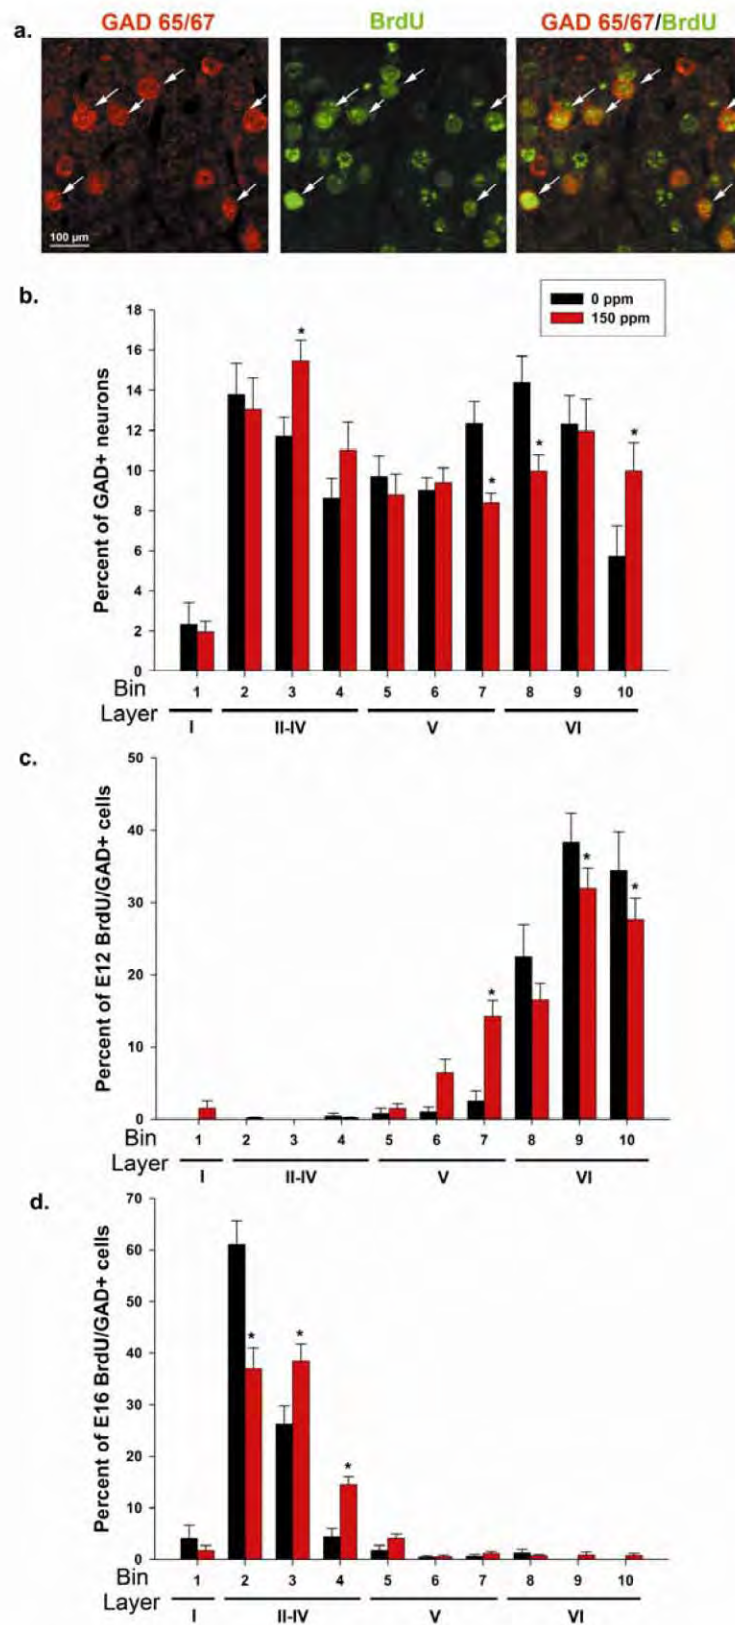 a.
GAD 65/67
BrdU
GAD 65/67/BrdU
100 µm
b.
0 ppm
150 ppm
Percent of GAD+ neurons
18
16
14
12
10
8
6
4
2
0
* * * *
Bin 1 2 3 4 5 6 7 8 9 10
Layer I II-IV V VI
c.
Percent of E12 BrdU/GAD+ cells
50
40
30
20
10
0
* * *
Bin 1 2 3 4 5 6 7 8 9 10
Layer I II-IV V VI
d.
Percent of E16 BrdU/GAD+ cells
70
60
50
40
30
20
10
0
* * *
Bin 1 2 3 4 5 6 7 8 9 10
Layer I II-IV V VI